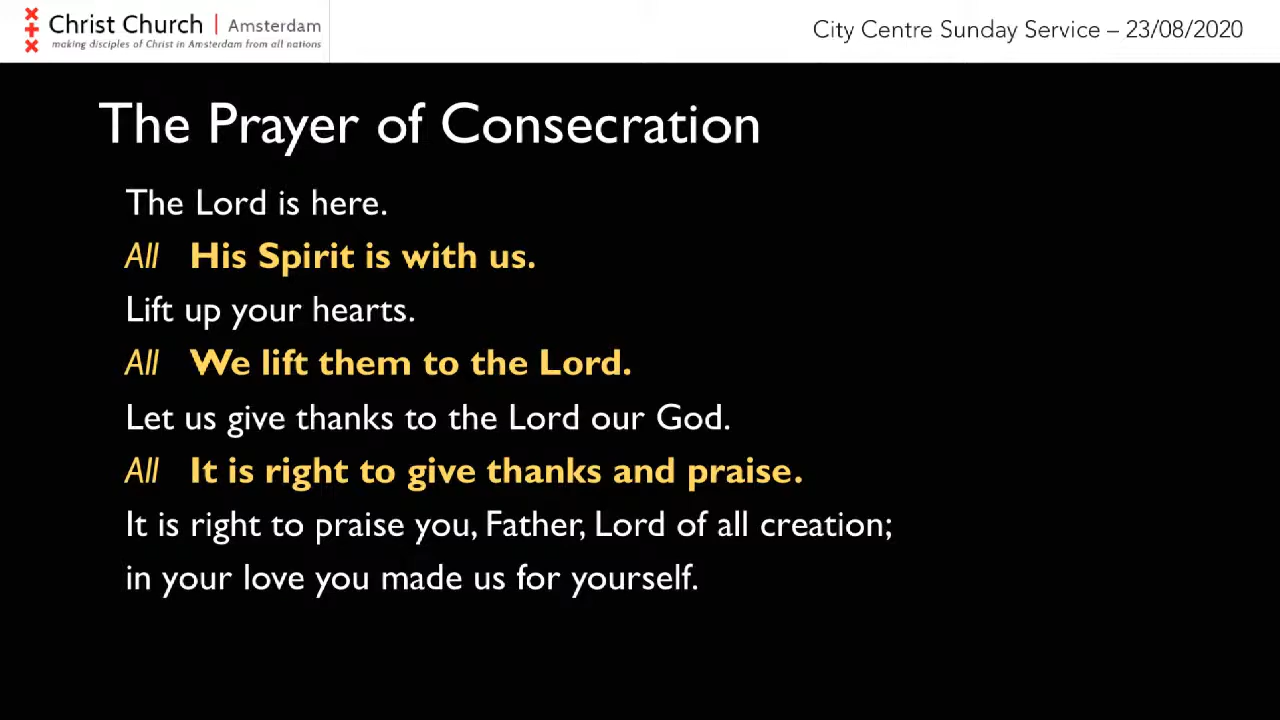 Christ Church | Amsterdam
making disciples of Christ in Amsterdam from all nations
City Centre Sunday Service – 23/08/2020
The Prayer of Consecration
The Lord is here.
All His Spirit is with us.
Lift up your hearts.
All We lift them to the Lord.
Let us give thanks to the Lord our God.
All It is right to give thanks and praise.
It is right to praise you, Father, Lord of all creation;
in your love you made us for yourself.